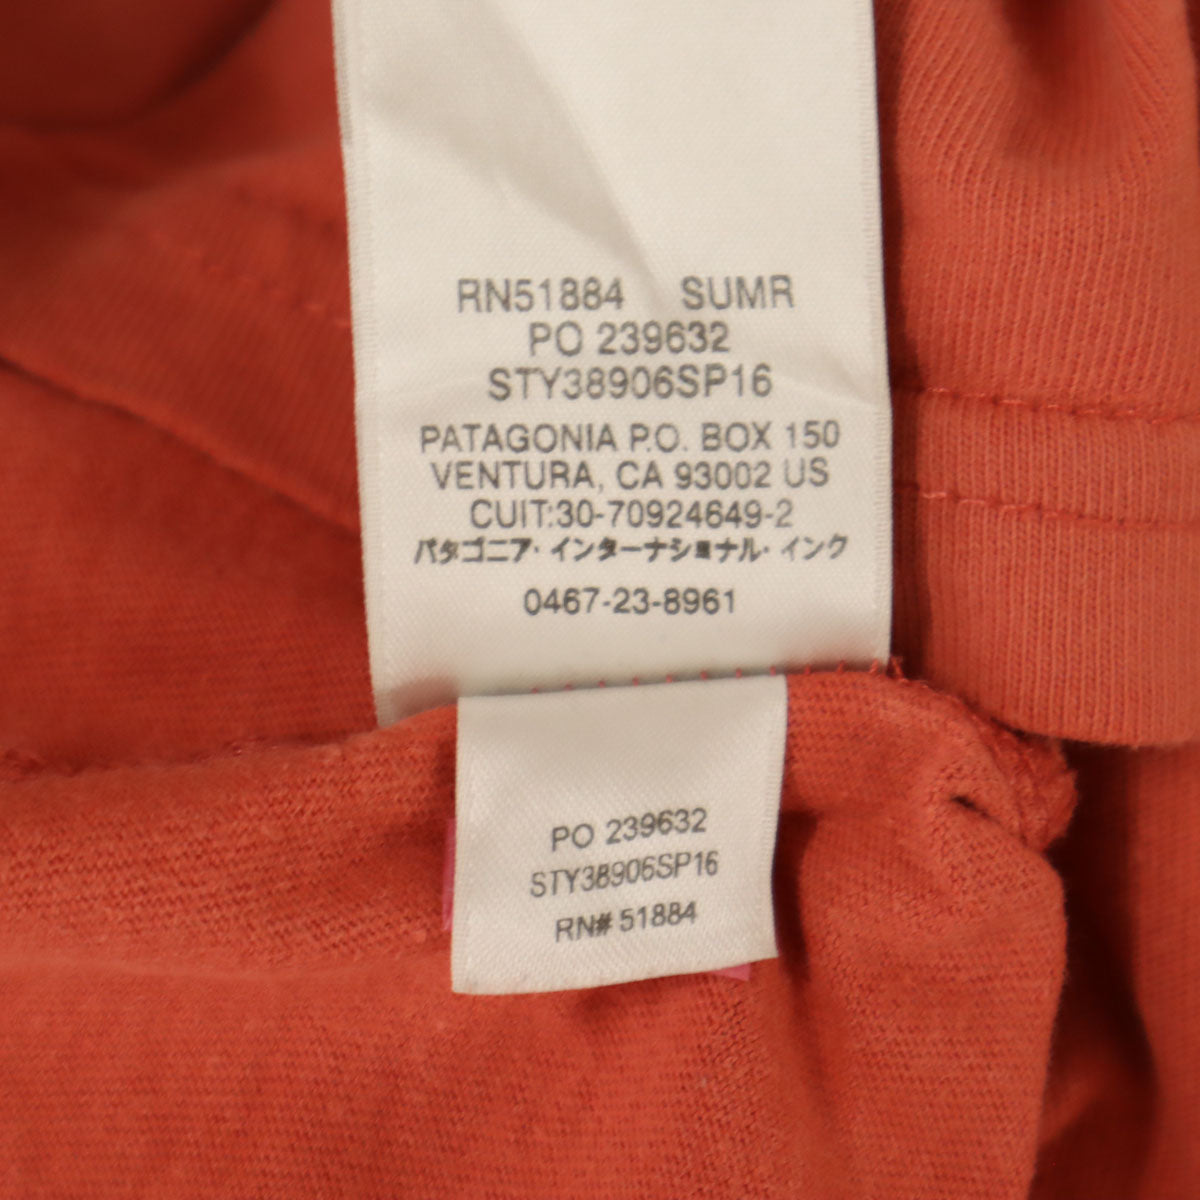 RN51884 SUMR
PO 239632
STY38906SP16
PATAGONIA P.O. BOX 150
VENTURA, CA 93002 US
CUIT:30-70924649-2
パタゴニア・インターナショナル・インク
0467-23-8961
PO 239632
STY38906SP16
RN# 51884